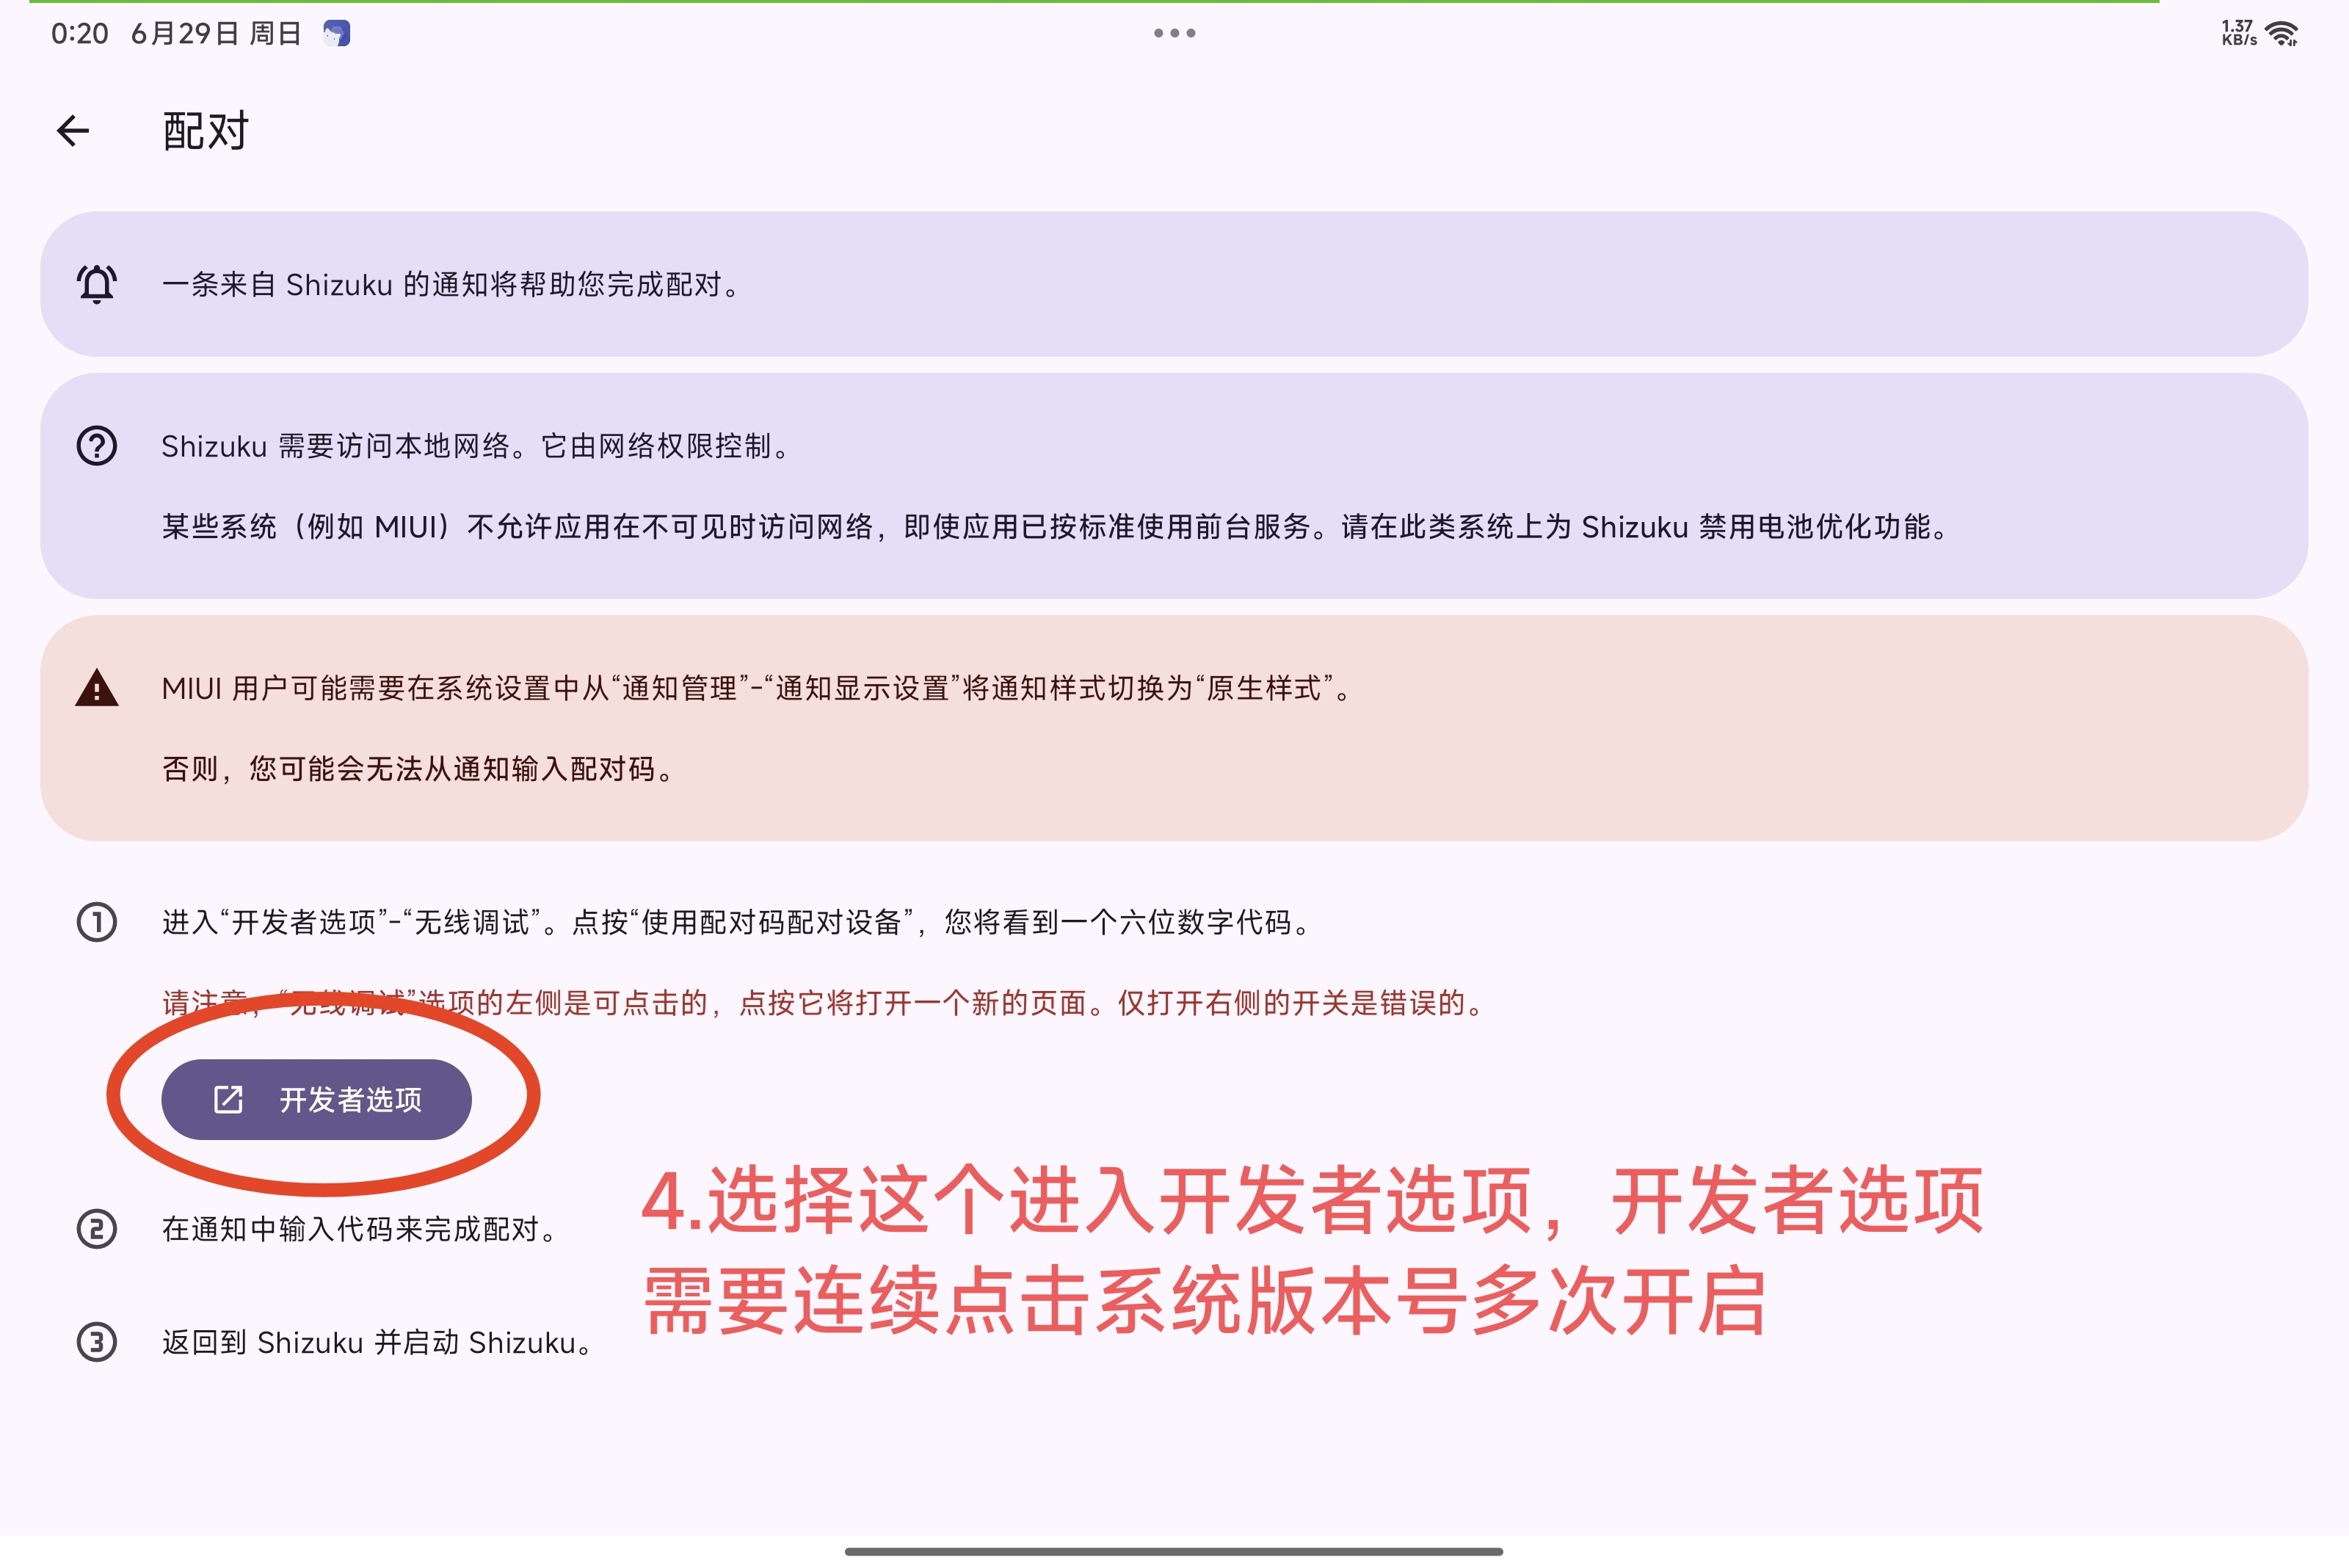 0:20 6月29日 周日
1.37
KB/s
配对
一条来自 Shizuku 的通知将帮助您完成配对。
Shizuku 需要访问本地网络。它由网络权限控制。
某些系统（例如 MIUI）不允许应用在不可见时访问网络，即使应用已按标准使用前台服务。请在此类系统上为 Shizuku 禁用电池优化功能。
MIUI 用户可能需要在系统设置中从“通知管理”-“通知显示设置”将通知样式切换为“原生样式”。
否则，您可能会无法从通知输入配对码。
1 进入“开发者选项”-“无线调试”。点按“使用配对码配对设备”，您将看到一个六位数字代码。
请注意，“无线调试”选项的左侧是可点击的，点按它将打开一个新的页面。仅打开右侧的开关是错误的。
开发者选项
4.选择这个进入开发者选项，开发者选项
需要连续点击系统版本号多次开启
2 在通知中输入代码来完成配对。
3 返回到 Shizuku 并启动 Shizuku。